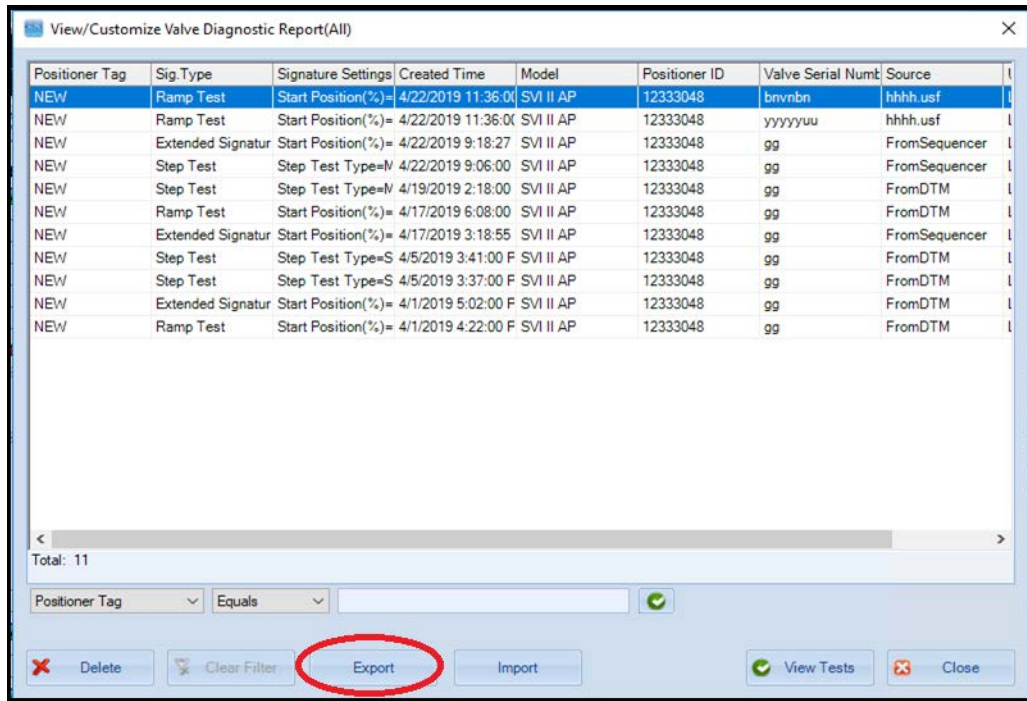 View/Customize Valve Diagnostic Report(All)
Positioner Tag Sig.Type Signature Settings Created Time Model Positioner ID Valve Serial Numb Source
NEW Ramp Test Start Position(%)= 4/22/2019 11:36:00 SVI II AP 12333048 bnvnbn hhhh.usf L
NEW Ramp Test Start Position(%)= 4/22/2019 11:36:00 SVI II AP 12333048 yyyyyuu hhhh.usf L
NEW Extended Signatur Start Position(%)= 4/22/2019 9:18:27 SVI II AP 12333048 gg FromSequencer L
NEW Step Test Step Test Type=M 4/22/2019 9:06:00 SVI II AP 12333048 gg FromSequencer L
NEW Step Test Step Test Type=M 4/19/2019 2:18:00 SVI II AP 12333048 gg FromDTM L
NEW Ramp Test Start Position(%)= 4/17/2019 6:08:00 SVI II AP 12333048 gg FromDTM L
NEW Extended Signatur Start Position(%)= 4/17/2019 3:18:55 SVI II AP 12333048 gg FromSequencer L
NEW Step Test Step Test Type=S 4/5/2019 3:41:00 P SVI II AP 12333048 gg FromDTM L
NEW Step Test Step Test Type=S 4/5/2019 3:37:00 P SVI II AP 12333048 gg FromDTM L
NEW Extended Signatur Start Position(%)= 4/1/2019 5:02:00 P SVI II AP 12333048 gg FromDTM L
NEW Ramp Test Start Position(%)= 4/1/2019 4:22:00 P SVI II AP 12333048 gg FromDTM L
Total: 11
Positioner Tag Equals
Delete Clear Filter Export Import View Tests Close